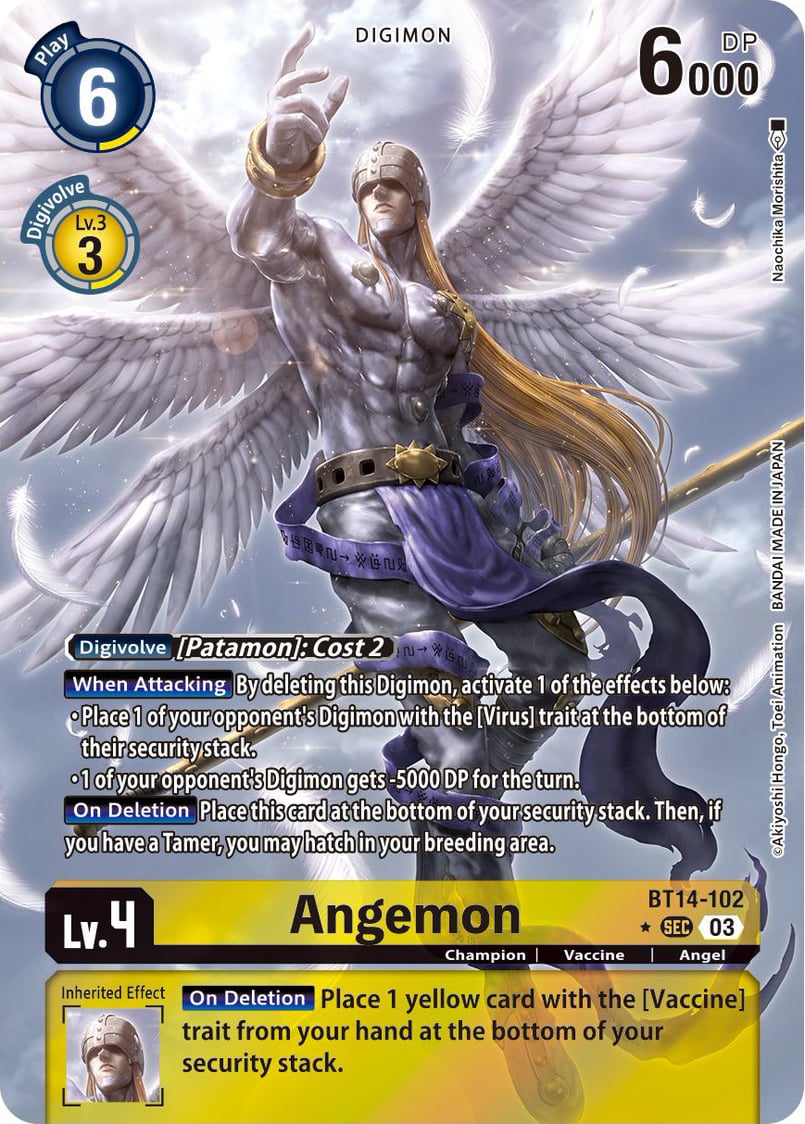 DIGIMON
Play
6
DP
6000
Digivolve
Lv.3
3
Naochika Morishita
©Akiyoshi Hongo, Toei Animation BANDAI MADE IN JAPAN
Digivolve [Patamon]: Cost 2
When Attacking By deleting this Digimon, activate 1 of the effects below:
・Place 1 of your opponent's Digimon with the [Virus] trait at the bottom of
their security stack.
・1 of your opponent's Digimon gets -5000 DP for the turn.
On Deletion Place this card at the bottom of your security stack. Then, if
you have a Tamer, you may hatch in your breeding area.
Lv.4
Angemon
BT14-102
★ SEC 03
Champion | Vaccine | Angel
Inherited Effect
On Deletion Place 1 yellow card with the [Vaccine]
trait from your hand at the bottom of your
security stack.